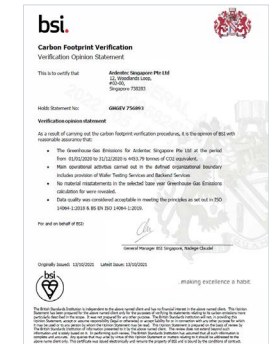 bsi.
Carbon Footprint Verification
Verification Opinion Statement
This is to certify that
Ardentec Singapore Pte Ltd
12, Woodlands Loop,
#02-00,
Singapore 738283
Holds Statement No:
GHGEV 756893
Verification opinion statement
As a result of carrying out the carbon footprint verification procedures, it is the opinion of BSI with
reasonable assurance that:
• The Greenhouse Gas Emissions for Ardentec Singapore Pte Ltd at the period
from 01/01/2020 to 31/12/2020 is 4453.79 tonnes of CO2 equivalent.
• Main operational activities carried out in the defined organizational boundary
includes provision of Wafer Testing Services and Backend Services
• No material misstatements in the selected base year Greenhouse Gas Emissions
calculation for were revealed.
• Data quality was considered acceptable in meeting the principles as set out in ISO
14064-1:2018 & BS EN ISO 14064-1:2019.
For and on behalf of BSI:
General Manager BSI Singapore, Nadege Claudel
Originally Issued: 12/10/2021
Latest Issue: 12/10/2021
bsi
making excellence a habit.